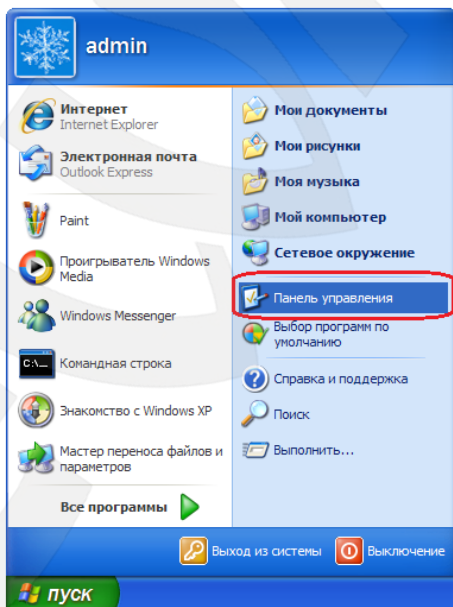 admin
Интернет
Internet Explorer
Электронная почта
Outlook Express
Paint
Проигрыватель Windows
Media
Windows Messenger
C:\_
Командная строка
Знакомство с Windows XP
Мастер переноса файлов и
параметров
Все программы
Мои документы
Мои рисунки
Моя музыка
Мой компьютер
Сетевое окружение
Панель управления
Выбор программ по
умолчанию
Справка и поддержка
Поиск
Выполнить...
Выход из системы
Выключение
пуск